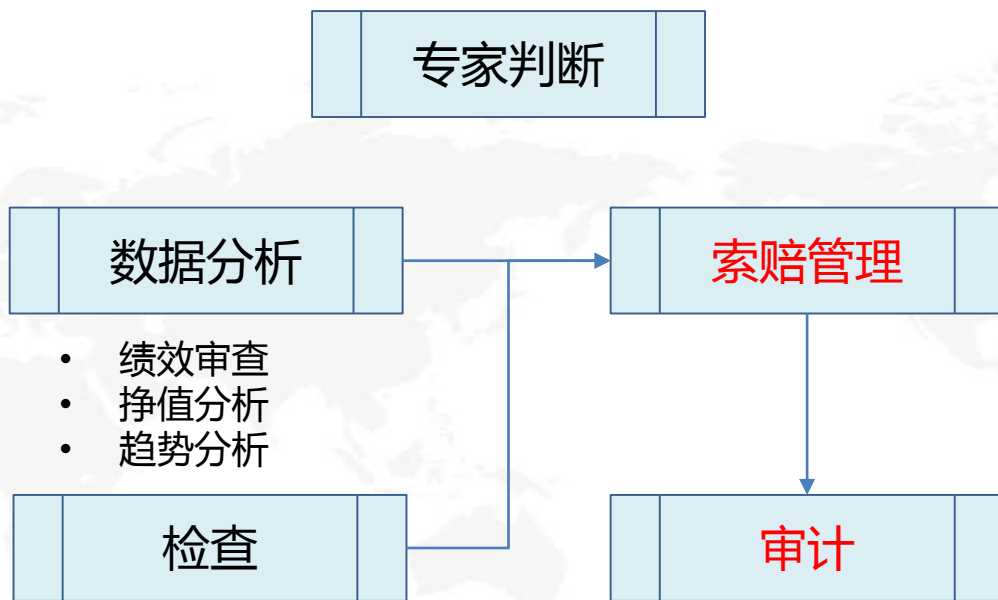 专家判断
数据分析
索赔管理
• 绩效审查
• 挣值分析
• 趋势分析
检查
审计